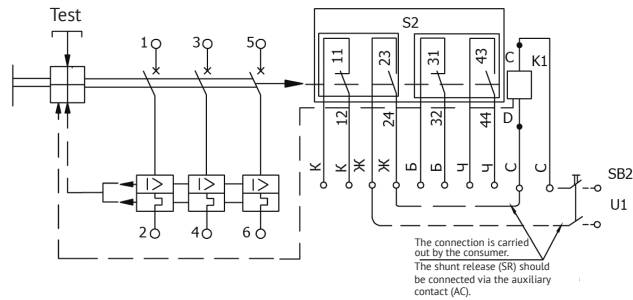 Test
S2
1 3 5
11 23 31 43
C K1
D
12 24 32 44
К К Ж Ж Б Б Ч Ч С С
SB2
U1
I> I> I>
2 4 6
The connection is carried
out by the consumer.
The shunt release (SR) should
be connected via the auxiliary
contact (AC).